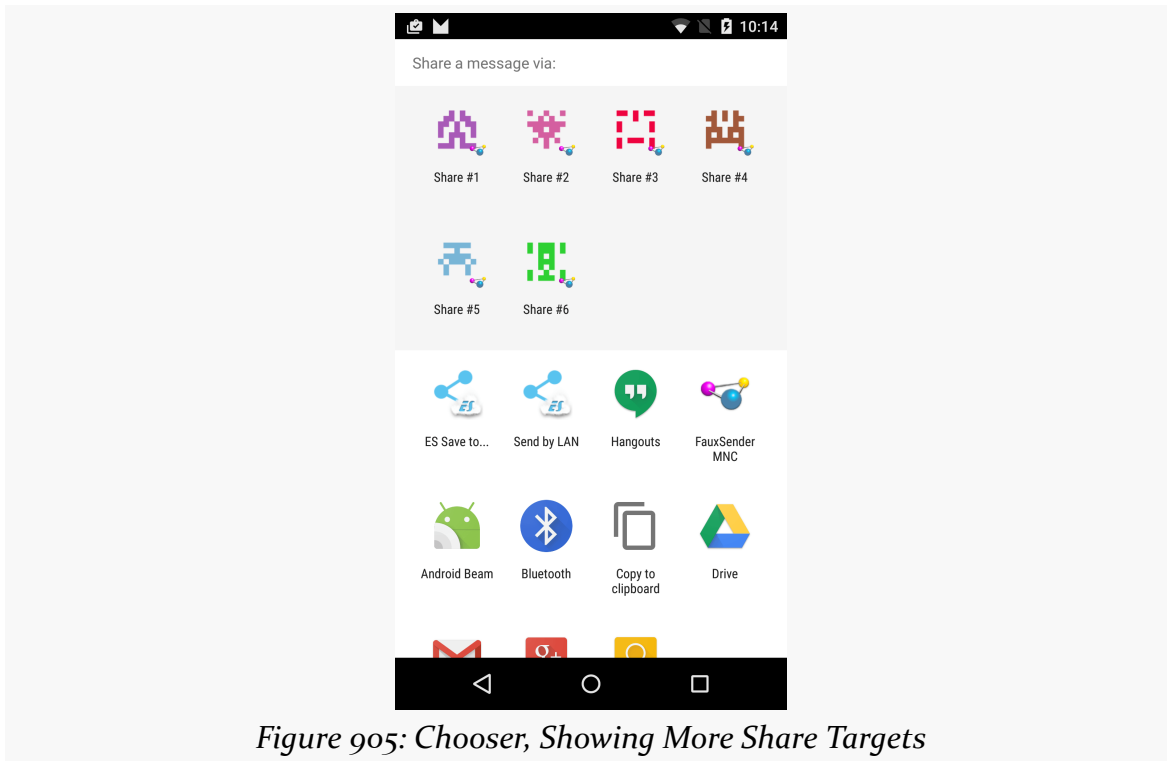 10:14
Share a message via:
Share #1 Share #2 Share #3 Share #4
Share #5 Share #6
ES Save to... Send by LAN Hangouts FauxSender
MNC
Android Beam Bluetooth Copy to Drive
clipboard
g+
Figure 905: Chooser, Showing More Share Targets